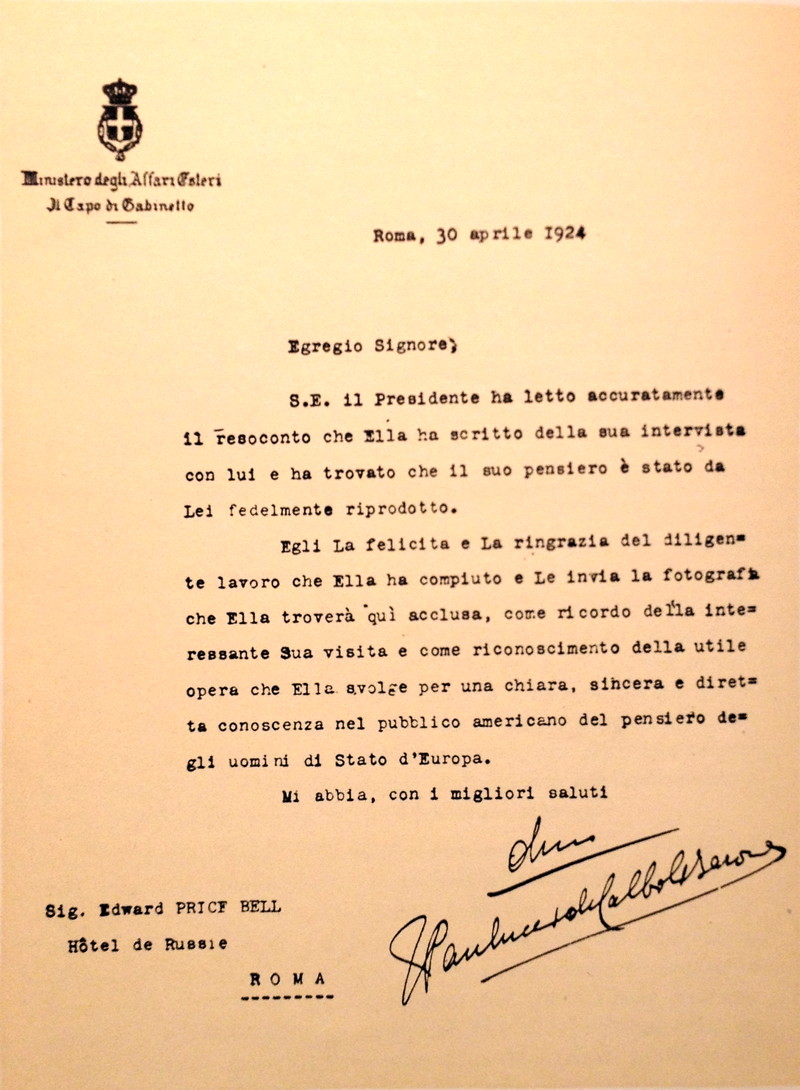 Ministero degli Affari Esteri
Il Capo di Gabinetto
Roma, 30 aprile 1924
Egregio Signore,
S.E. il Presidente ha letto accuratamente
il resoconto che Ella ha scritto della sua intervista
con lui e ha trovato che il suo pensiero è stato da
Lei fedelmente riprodotto.
Egli La felicita e La ringrazia del diligen=
te lavoro che Ella ha compiuto e Le invia la fotografia
che Ella troverà quì acclusa, come ricordo della inte=
ressante Sua visita e come riconoscimento della utile
opera che Ella svolge per una chiara, sincera e diret=
ta conoscenza nel pubblico americano del pensiero de=
gli uomini di Stato d'Europa.
Mi abbia, con i migliori saluti
Sig. Edward PRICE BELL
Hôtel de Russie
ROMA